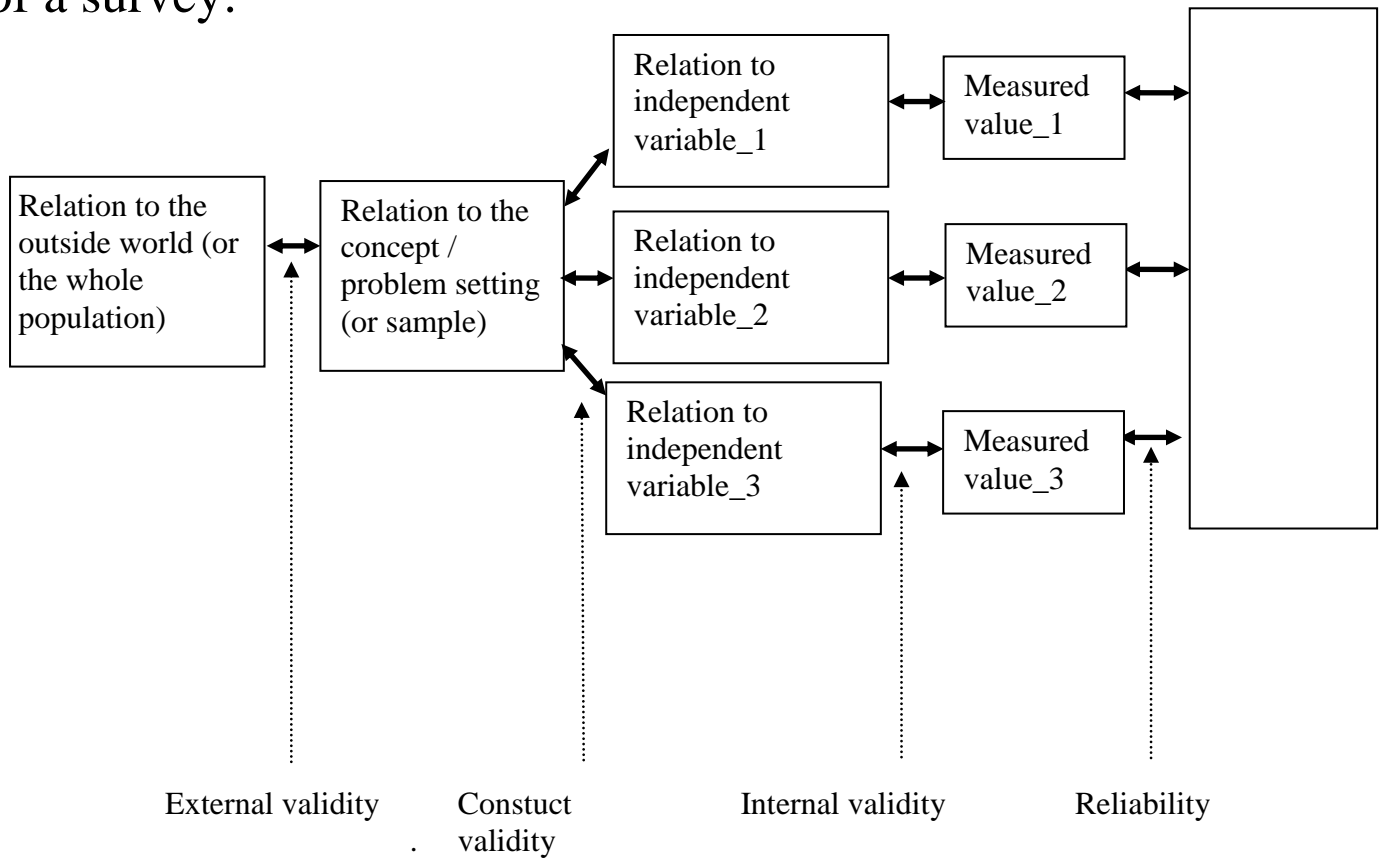 or a survey.
Relation to the
outside world (or
the whole
population)
Relation to the
concept /
problem setting
(or sample)
Relation to
independent
variable_1
Relation to
independent
variable_2
Relation to
independent
variable_3
Measured
value_1
Measured
value_2
Measured
value_3
External validity
.
Constuct
validity
Internal validity
Reliability